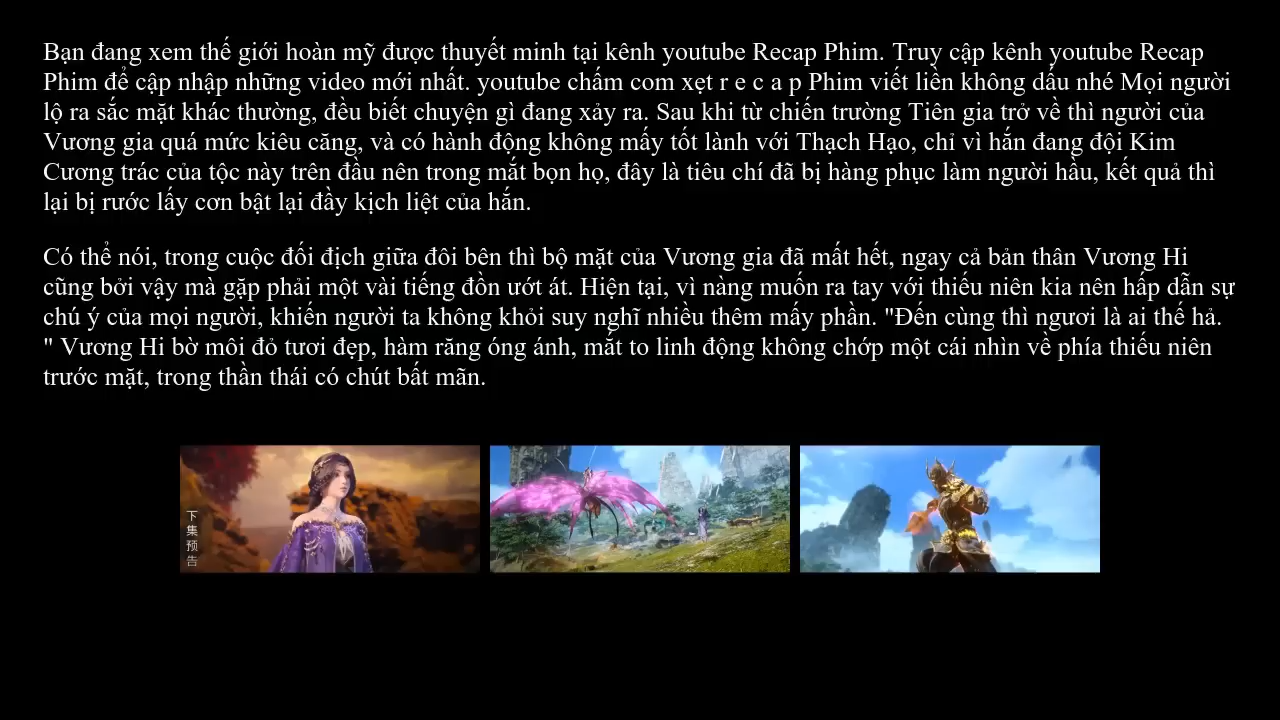 Bạn đang xem thế giới hoàn mỹ được thuyết minh tại kênh youtube Recap Phim. Truy cập kênh youtube Recap
Phim để cập nhập những video mới nhất. youtube chấm com xẹt r e c a p Phim viết liền không dấu nhé Mọi người
lộ ra sắc mặt khác thường, đều biết chuyện gì đang xảy ra. Sau khi từ chiến trường Tiên gia trở về thì người của
Vương gia quá mức kiêu căng, và có hành động không mấy tốt lành với Thạch Hạo, chỉ vì hắn đang đội Kim
Cương trác của tộc này trên đầu nên trong mắt bọn họ, đây là tiêu chí đã bị hàng phục làm người hầu, kết quả thì
lại bị rước lấy cơn bật lại đầy kịch liệt của hắn.
Có thể nói, trong cuộc đối địch giữa đôi bên thì bộ mặt của Vương gia đã mất hết, ngay cả bản thân Vương Hi
cũng bởi vậy mà gặp phải một vài tiếng đồn ướt át. Hiện tại, vì nàng muốn ra tay với thiếu niên kia nên hấp dẫn sự
chú ý của mọi người, khiến người ta không khỏi suy nghĩ nhiều thêm mấy phần. "Đến cùng thì ngươi là ai thế hả.
" Vương Hi bờ môi đỏ tươi đẹp, hàm răng óng ánh, mắt to linh động không chớp một cái nhìn về phía thiếu niên
trước mặt, trong thần thái có chút bất mãn.
下集预告